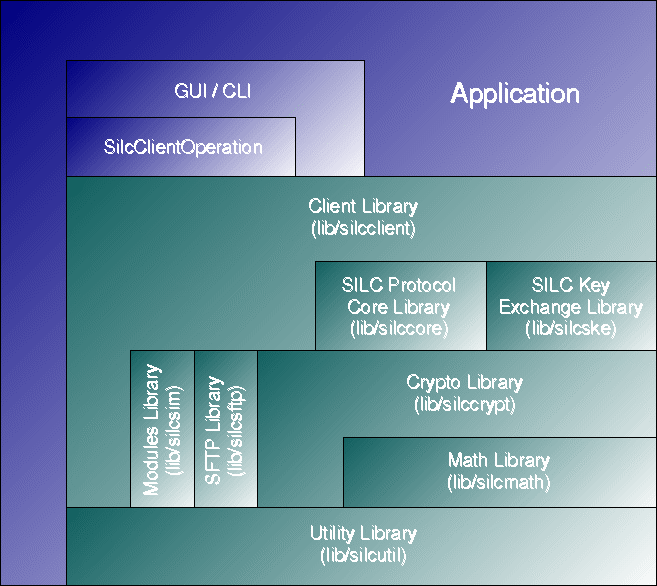 GUI / CLI
Application
SilcClientOperation
Client Library
(lib/silcclient)
SILC Protocol
Core Library
(lib/silccore)
SILC Key
Exchange Library
(lib/silcske)
Modules Library
(lib/silcsim)
SFTP Library
(lib/silcsftp)
Crypto Library
(lib/silccrypt)
Math Library
(lib/silcmath)
Utility Library
(lib/silcutil)